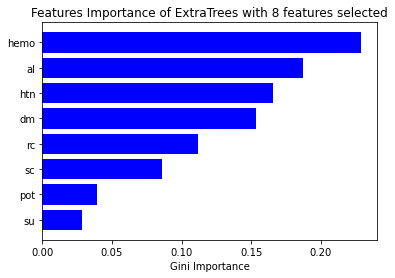 Features Importance of ExtraTrees with 8 features selected
hemo
al
htn
dm
rc
sc
pot
su
0.00 0.05 0.10 0.15 0.20
Gini Importance